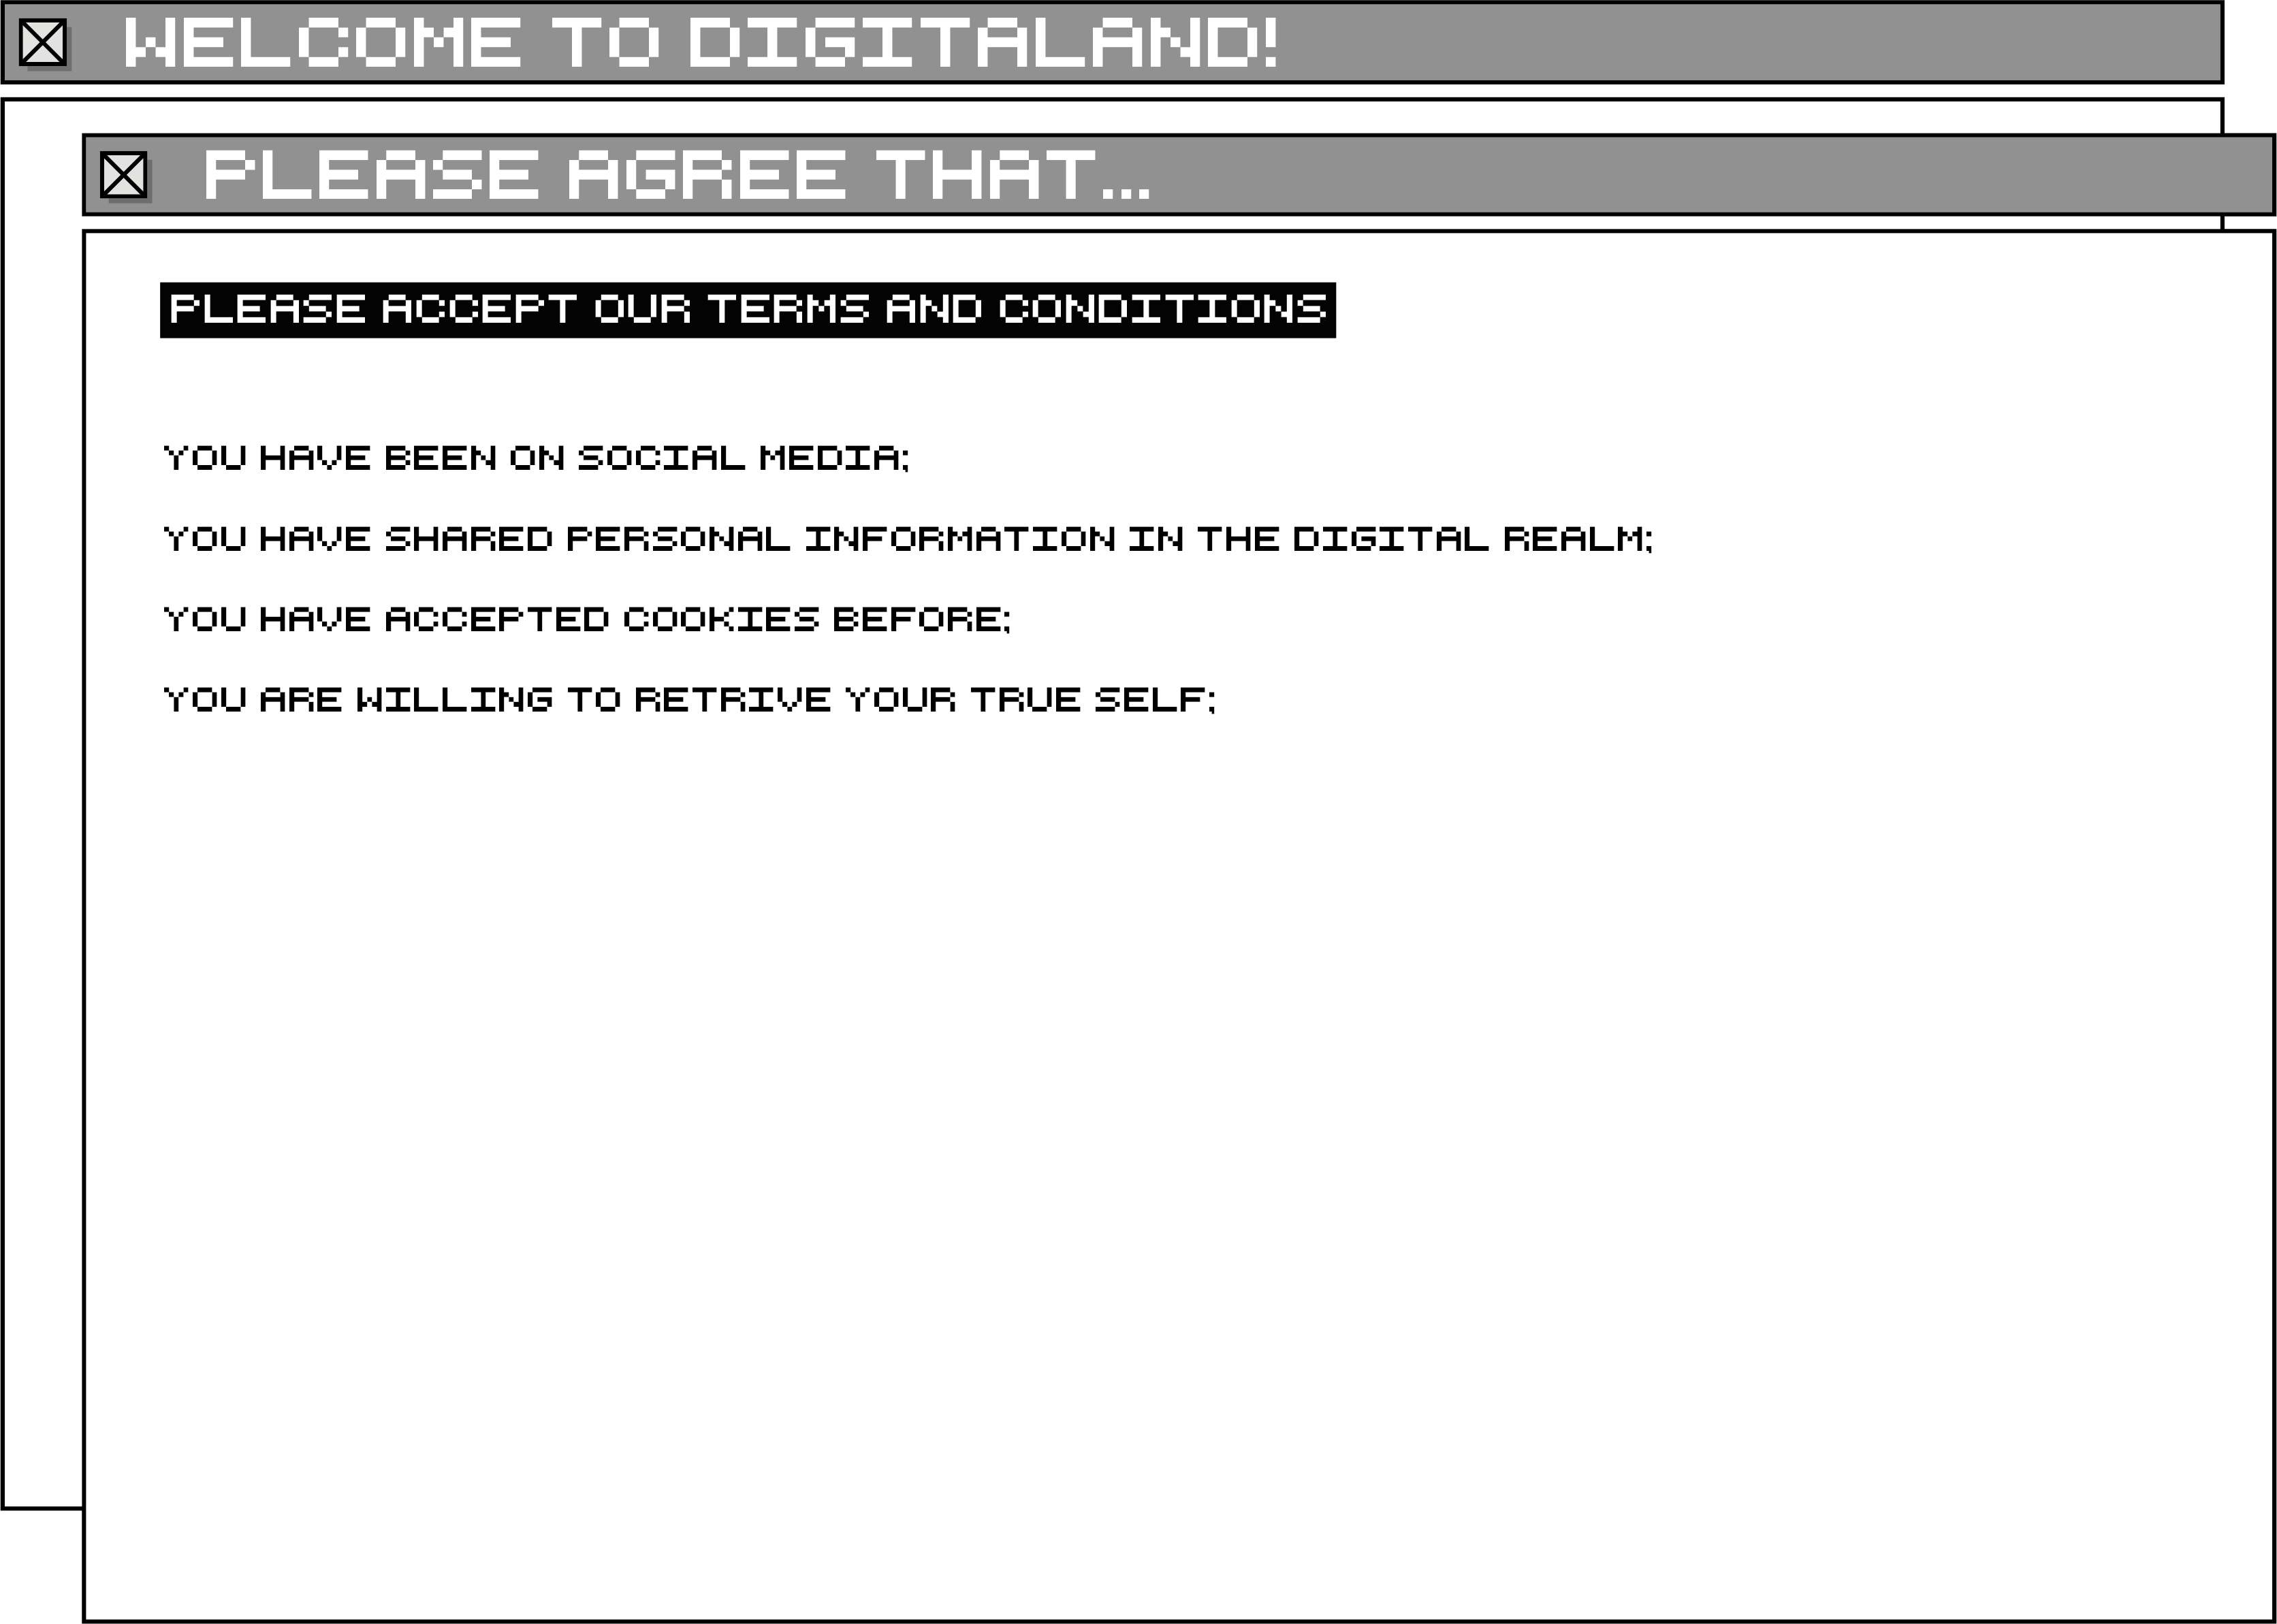 WELCOME TO DIGITALAND!
PLEASE AGREE THAT...
PLEASE ACCEPT OUR TERMS AND CONDITIONS
YOU HAVE BEEN ON SOCIAL MEDIA;
YOU HAVE SHARED PERSONAL INFORMATION IN THE DIGITAL REALM;
YOU HAVE ACCEPTED COOKIES BEFORE;
YOU ARE WILLING TO RETRIVE YOUR TRUE SELF;